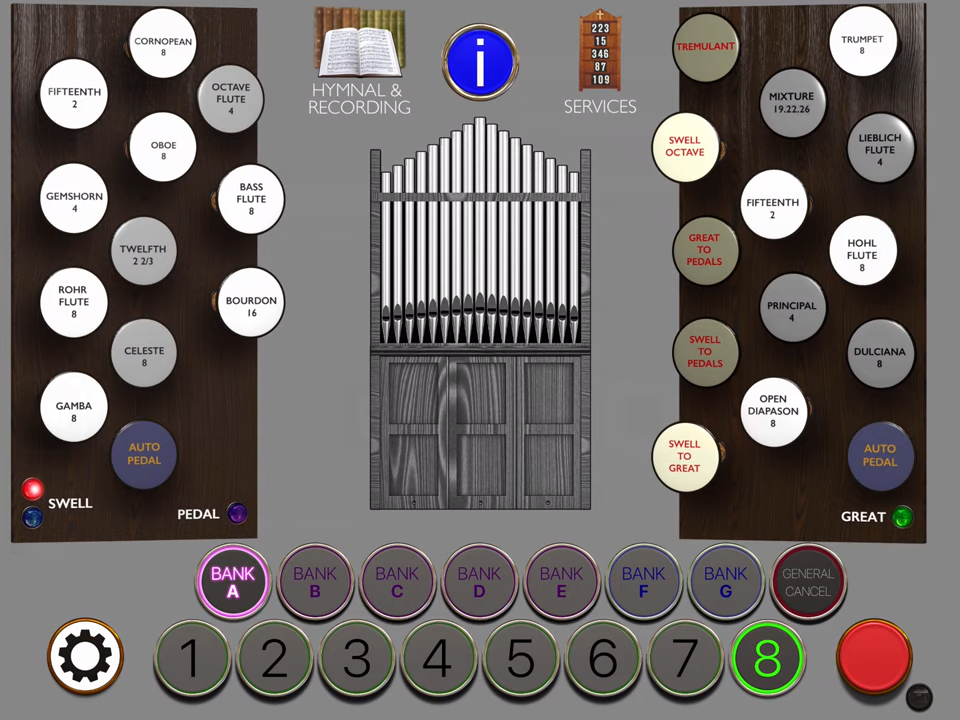 CORNOPEAN
8
FIFTEENTH
2
OCTAVE
FLUTE
4
OBOE
8
GEMSHORN
4
BASS
FLUTE
8
TWELFTH
2 2/3
ROHR
FLUTE
8
BOURDON
16
CELESTE
8
GAMBA
8
AUTO
PEDAL
SWELL
PEDAL
HYMNAL &
RECORDING
i
223
15
346
87
109
SERVICES
TREMULANT
TRUMPET
8
MIXTURE
19.22.26
SWELL
OCTAVE
LIEBLICH
FLUTE
4
FIFTEENTH
2
GREAT
TO
PEDALS
HOHL
FLUTE
8
PRINCIPAL
4
SWELL
TO
PEDALS
DULCIANA
8
OPEN
DIAPASON
8
SWELL
TO
GREAT
AUTO
PEDAL
GREAT
BANK
A
BANK
B
BANK
C
BANK
D
BANK
E
BANK
F
BANK
G
GENERAL
CANCEL
1
2
3
4
5
6
7
8